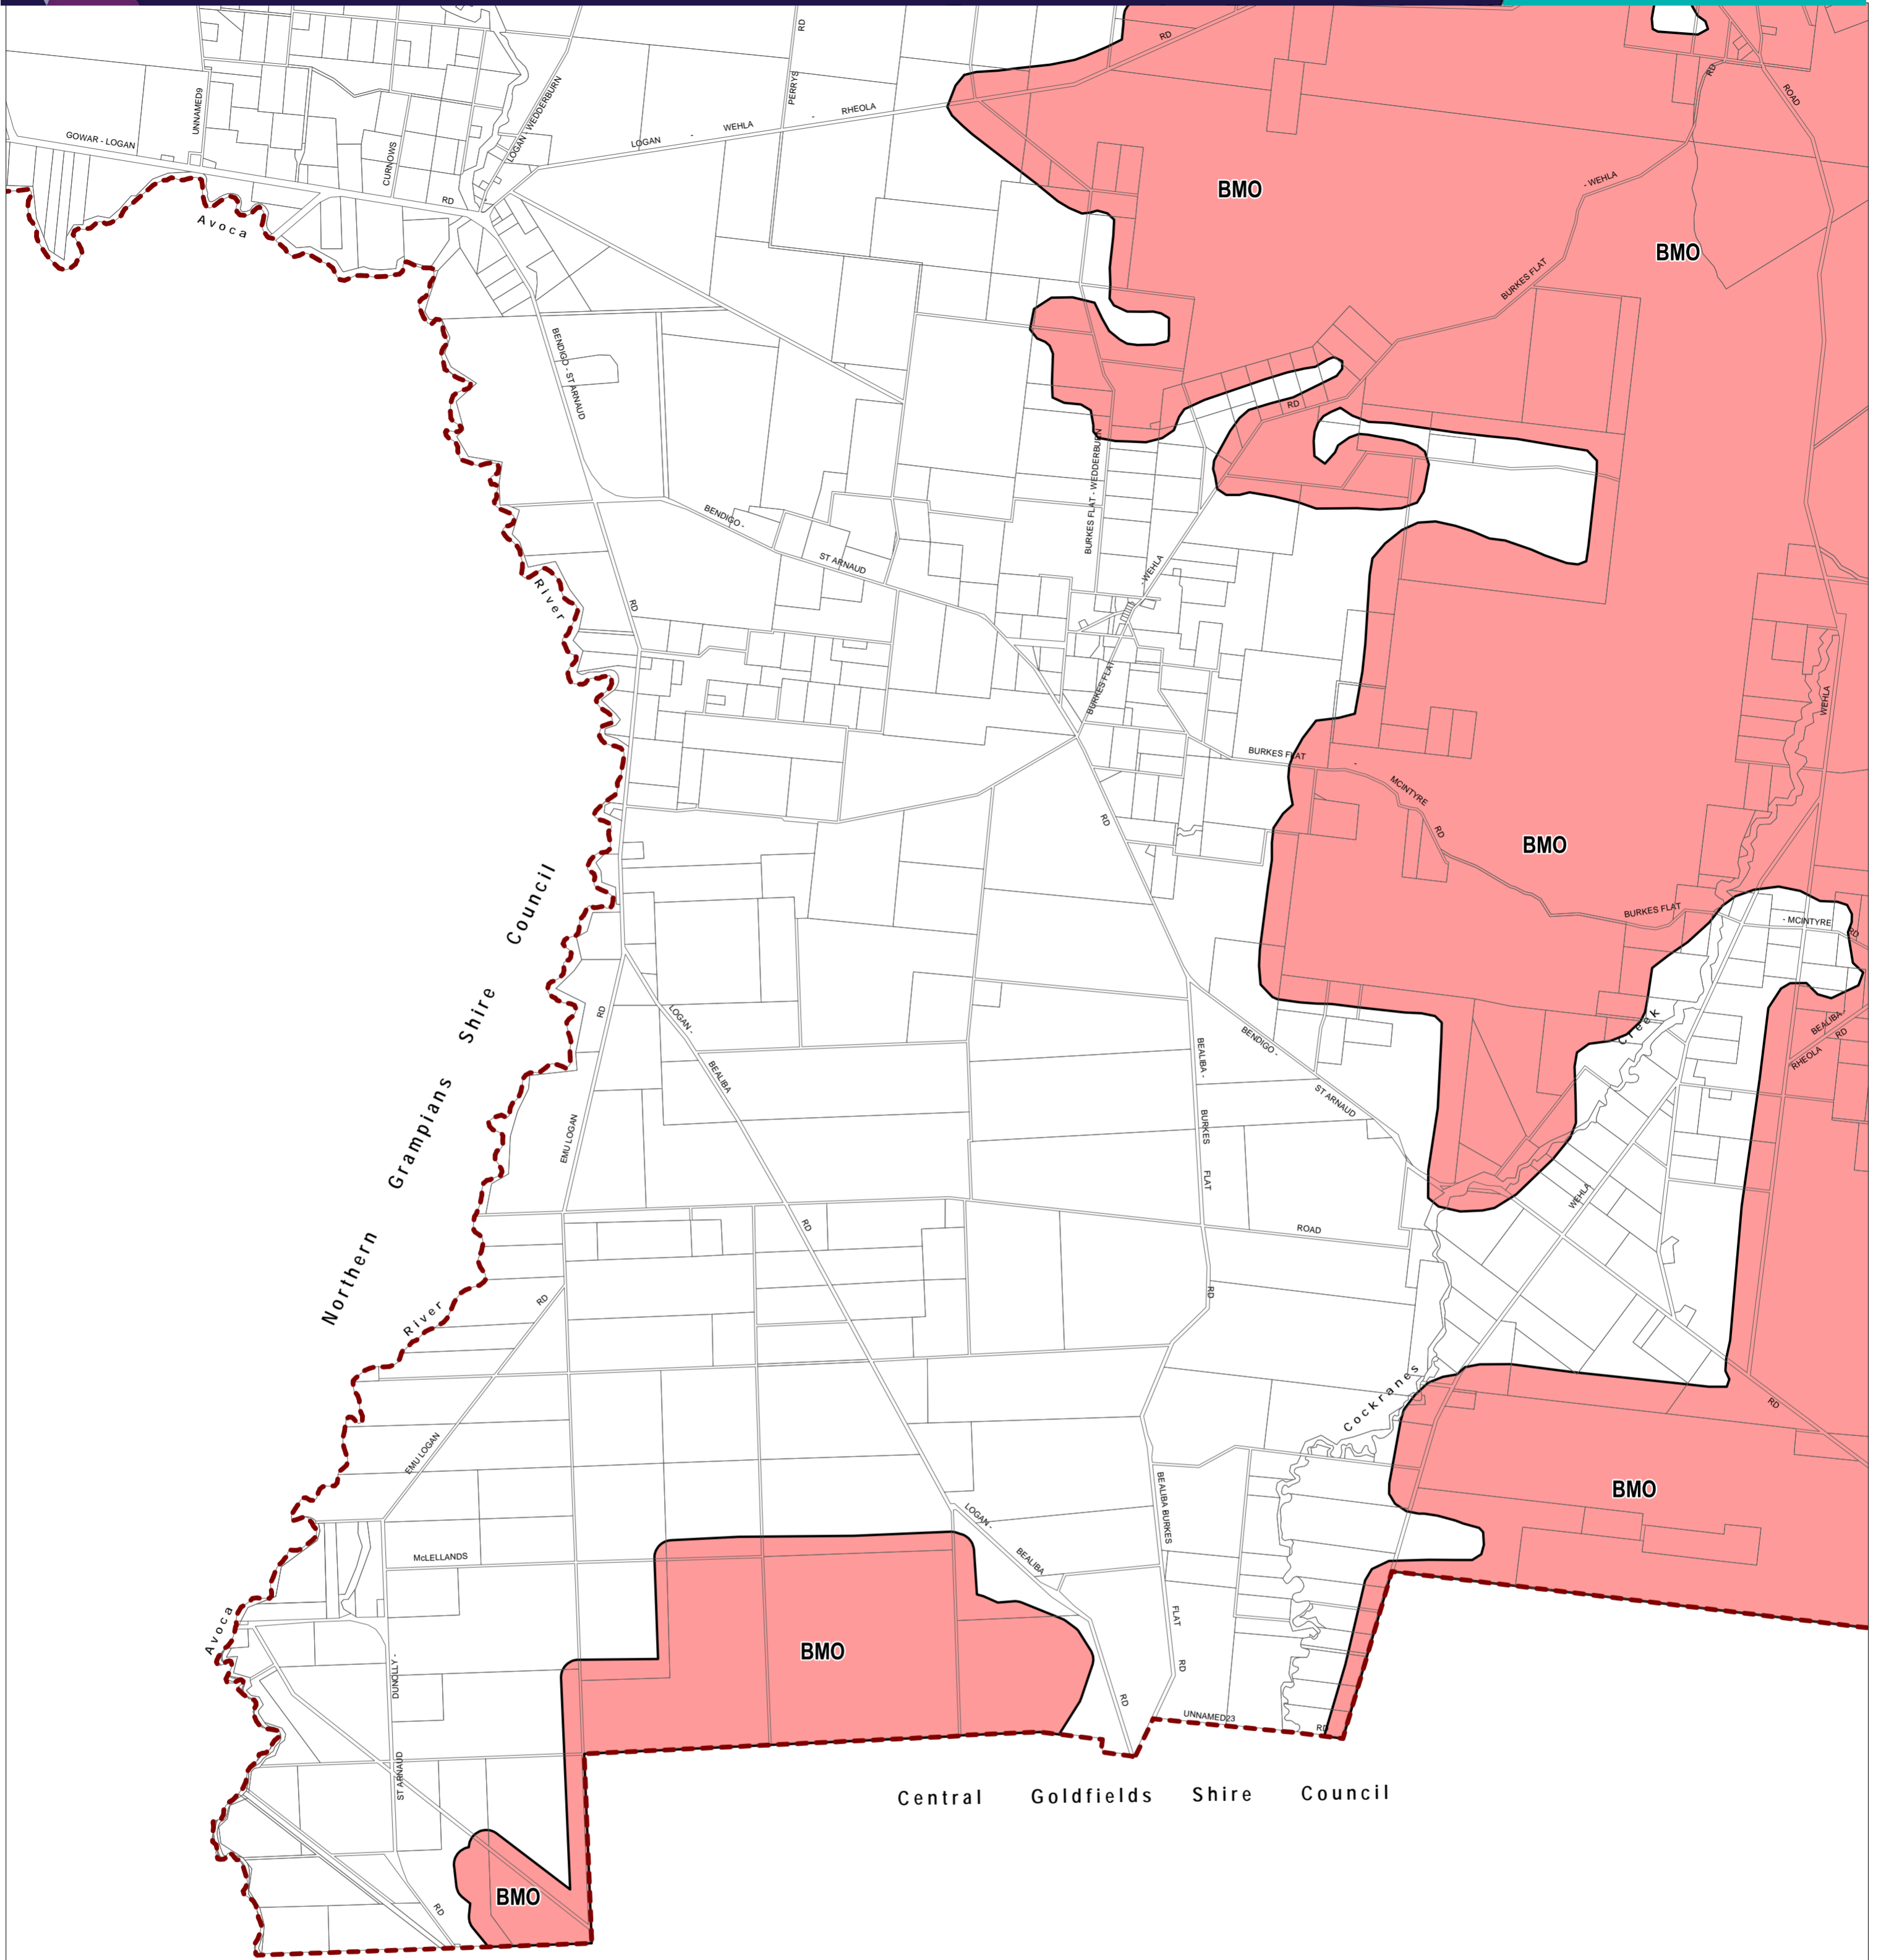 RD
RD
PERRYS
RHEOLA
-
WEHLA
-
LOGAN
LOGAN - WEDDERBURN
UNNAMED9
GOWAR - LOGAN
CURNOWS
RD
Avoca
BMO
- WEHLA
RD
ROAD
BMO
BURKES FLAT
BENDIGO - ST ARNAUD
RD
BURKES FLAT - WEDDERBURN
BENDIGO -
ST ARNAUD
- WEHLA
River
RD
BURKES FLAT
WEHLA
BURKES FLAT
-
MCINTYRE
RD
RD
BMO
BURKES FLAT
- MCINTYRE
RD
Northern Grampians Shire Council
RD
LOGAN -
BEALIBA
BEALIBA -
BENDIGO -
Creek
BEALIBA
RD
RHEOLA
ST ARNAUD
EMU LOGAN
BURKES
FLAT
WEHLA
RD
ROAD
RD
River
RD
Cockranes
RD
EMU LOGAN
BMO
BEALIBA BURKES
LOGAN -
BEALIBA
McLELLANDS
Avoca
FLAT
BMO
DUNOLLY -
RD
RD
UNNAMED23
RD
ST ARNAUD
Central Goldfields Shire Council
BMO
RD